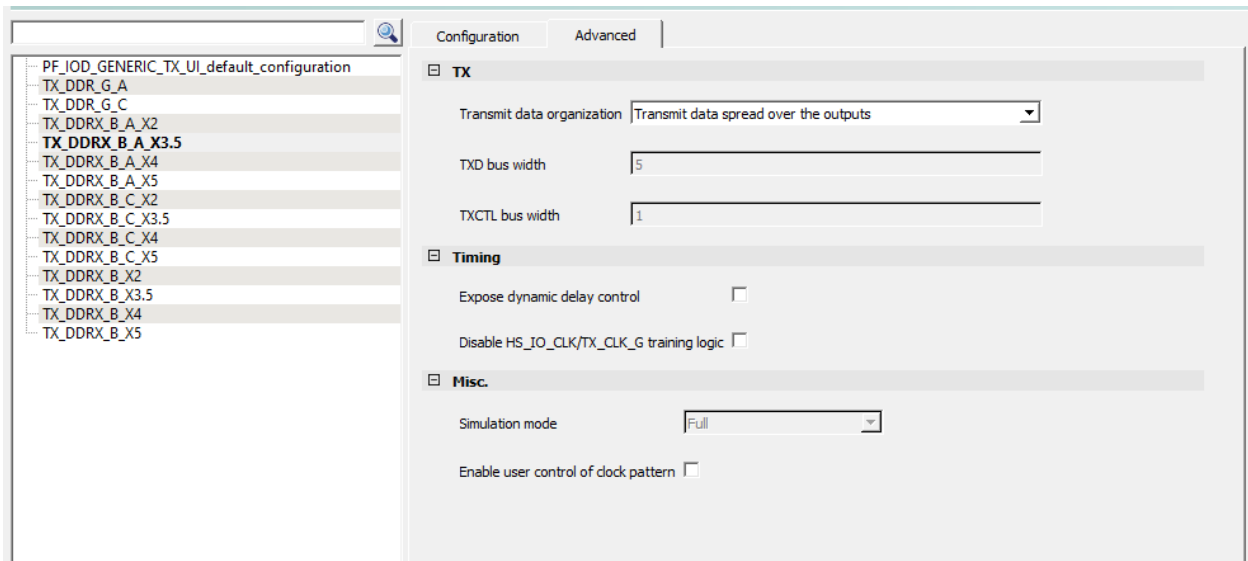 Configuration
Advanced
PF_IOD_GENERIC_TX_UI_default_configuration
TX_DDR_G_A
TX_DDR_G_C
TX_DDRX_B_A_X2
TX_DDRX_B_A_X3.5
TX_DDRX_B_A_X4
TX_DDRX_B_A_X5
TX_DDRX_B_C_X2
TX_DDRX_B_C_X3.5
TX_DDRX_B_C_X4
TX_DDRX_B_C_X5
TX_DDRX_B_X2
TX_DDRX_B_X3.5
TX_DDRX_B_X4
TX_DDRX_B_X5
TX
Transmit data organization Transmit data spread over the outputs
TXD bus width 5
TXCTL bus width 1
Timing
Expose dynamic delay control
Disable HS_IO_CLK/TX_CLK_G training logic
Misc.
Simulation mode Full
Enable user control of clock pattern